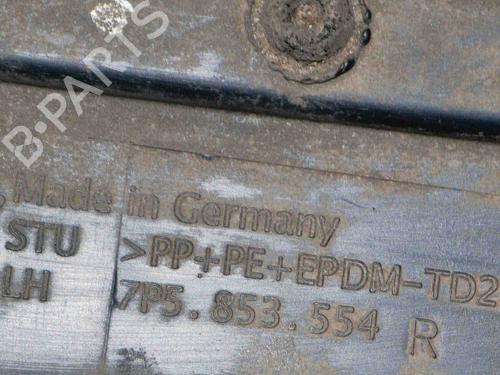 B-PARTS
, Made in Germany
STU >PP+PE+EPDM-TD2
LH 7P5.853.554 R